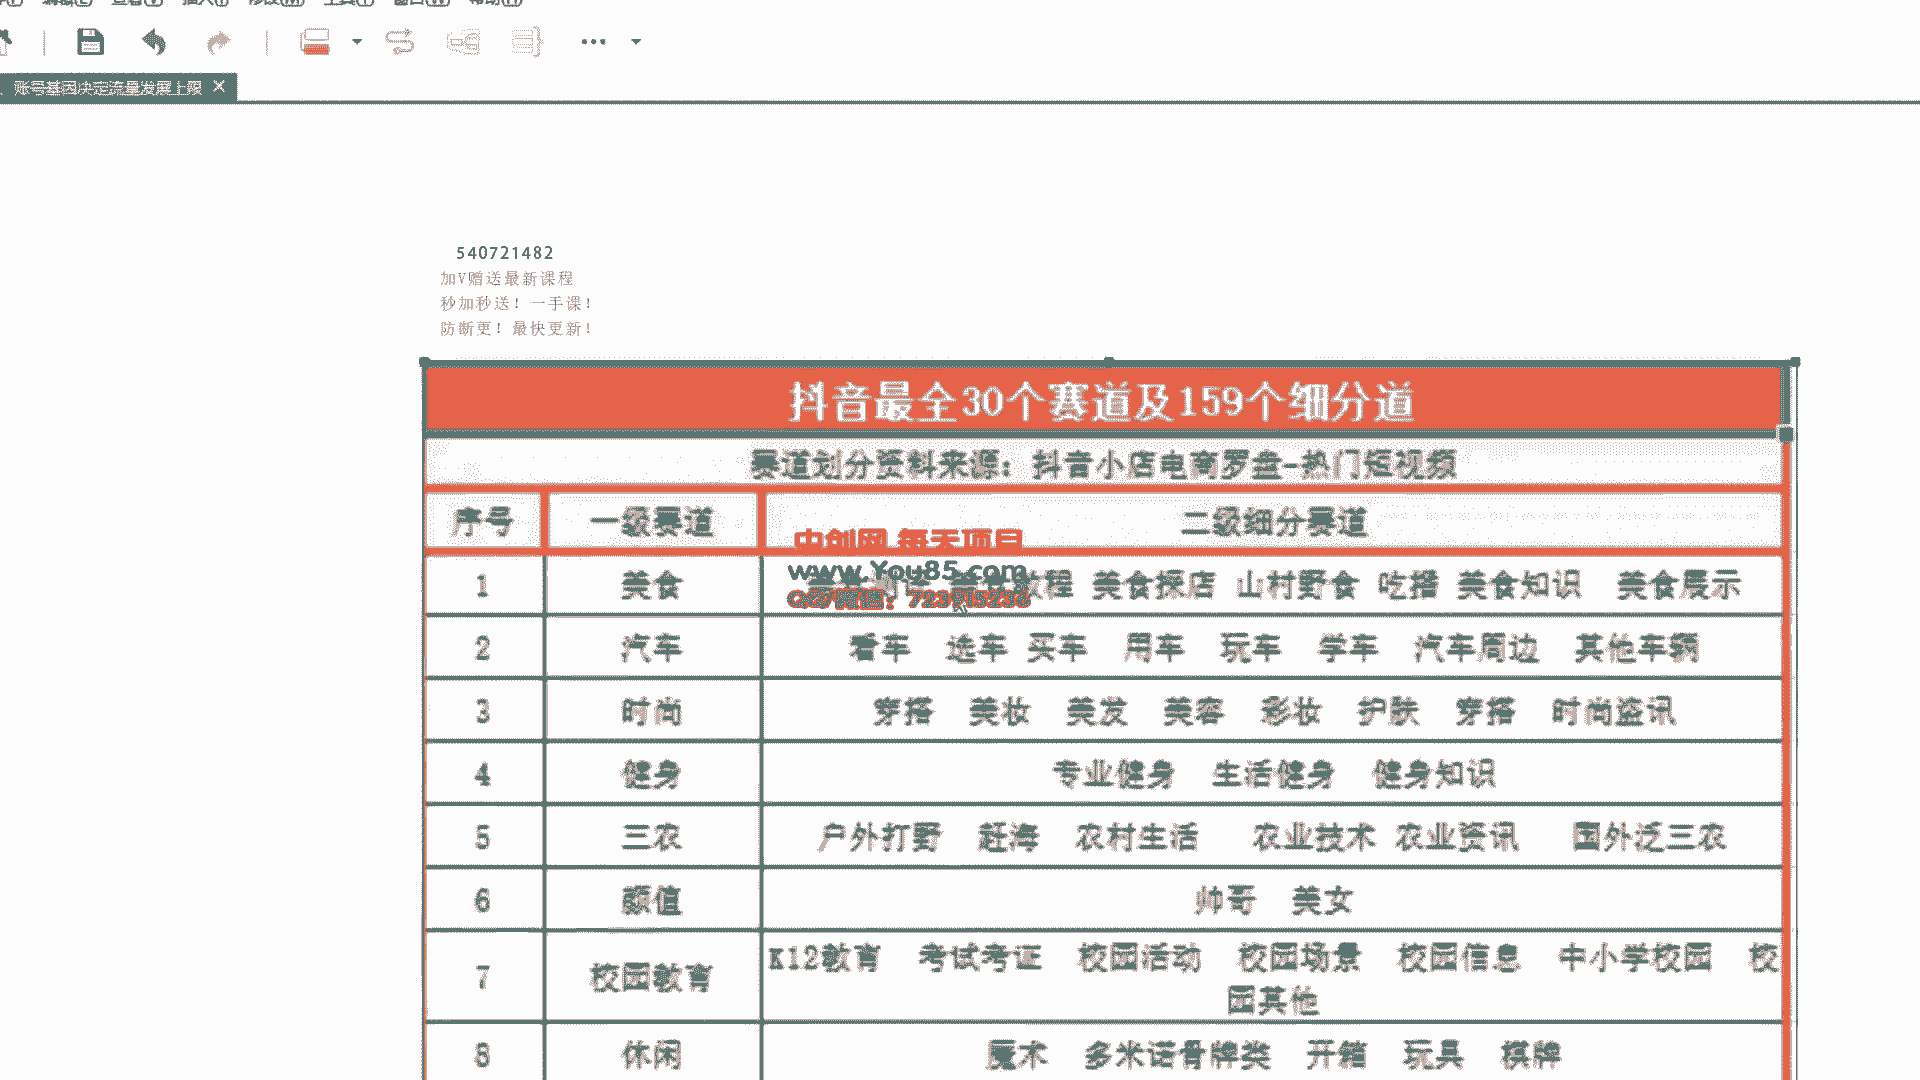 账号基因决定流量发展上限
540721482
加V赠送最新课程
秒加秒送！一手课！
防断更！最快更新！
抖音最全30个赛道及159个细分道
赛道划分资料来源：抖音小店电商罗盘-热门短视频
序号 一级赛道 二级细分赛道
中创网 每天项目
www.You85.com
1 美食 教程 美食探店 山村野食 吃播 美食知识 美食展示
2 汽车 看车 选车 买车 用车 玩车 学车 汽车周边 其他车辆
3 时尚 穿搭 美妆 美发 美容 彩妆 护肤 穿搭 时尚资讯
4 健身 专业健身 生活健身 健身知识
5 三农 户外打野 赶海 农村生活 农业技术 农业资讯 国外泛三农
6 颜值 帅哥 美女
7 校园教育 K12教育 考试考证 校园活动 校园场景 校园信息 中小学校园 校
园其他
8 休闲 魔术 多米诺骨牌类 开箱 玩具 棋牌